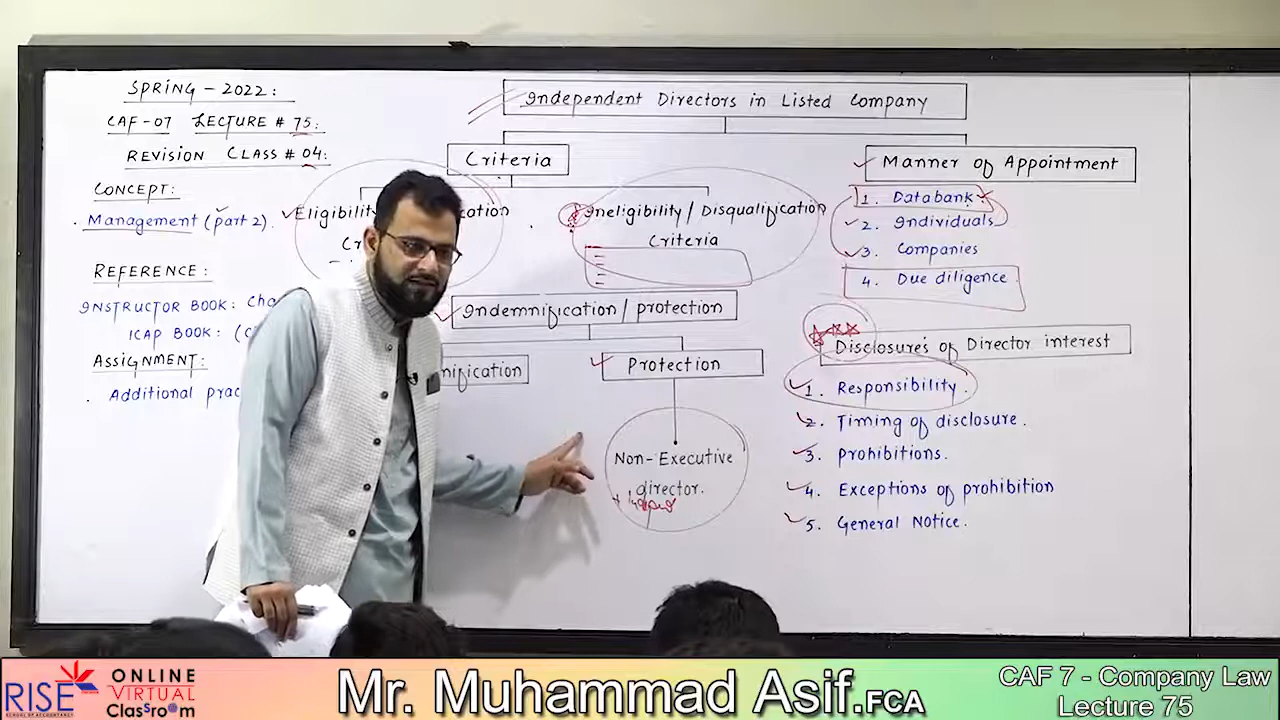 SPRING - 2022:
CAF-07 LECTURE # 75:
REVISION CLASS # 04:
CONCEPT:
. Management (part 2).
REFERENCE:
INSTRUCTOR BOOK:
ICAP BOOK:
ASSIGNMENT:
. Additional
Independent Directors in Listed Company
Criteria
Eligibility
Ineligibility / Disqualification
Criteria
Indemnification / protection
Protection
Non-Executive
director.
Manner of Appointment
1. Databank
2. Individuals
3. Companies
4. Due diligence
Disclosures of Director interest
1. Responsibility.
2. Timing of disclosure.
3. prohibitions.
4. Exceptions of prohibition
5. General Notice.
RISE
SCHOOL OF ACCOUNTANCY
ONLINE
VIRTUAL
Classroom
Mr. Muhammad Asif.FCA
CAF 7 - Company Law
Lecture 75